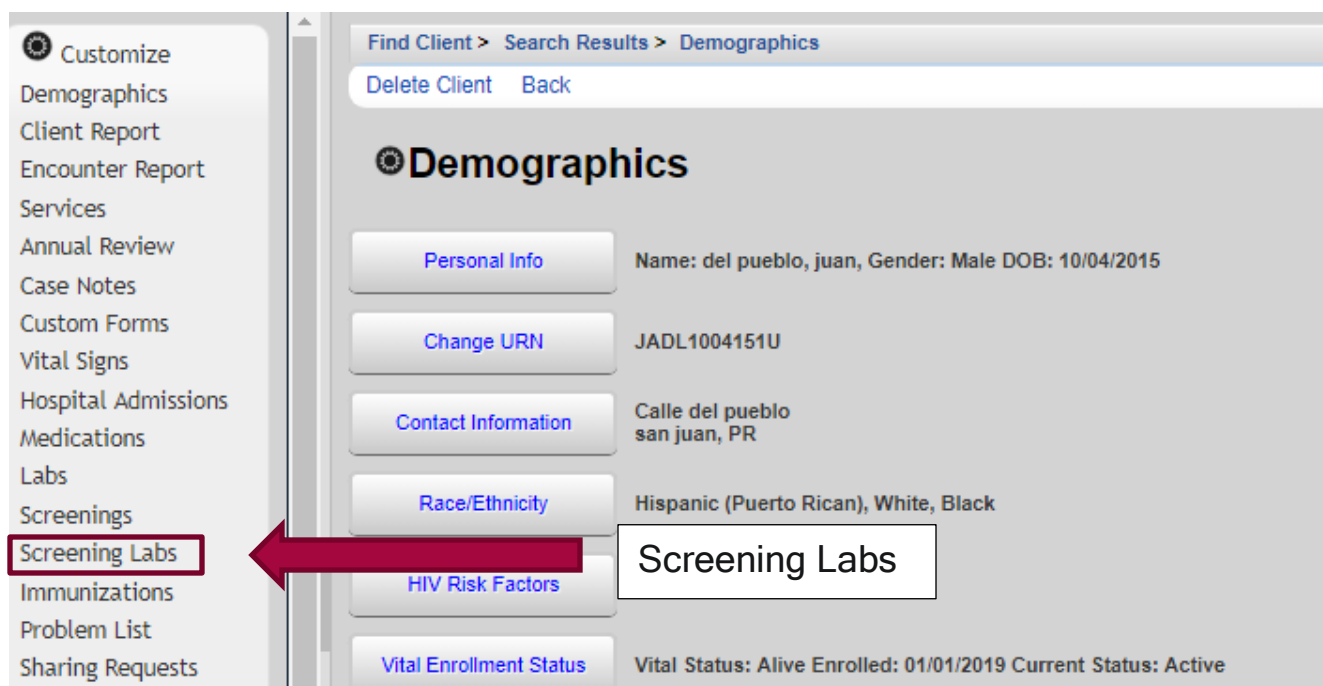 Customize
Demographics
Client Report
Encounter Report
Services
Annual Review
Case Notes
Custom Forms
Vital Signs
Hospital Admissions
Medications
Labs
Screenings
Screening Labs
Immunizations
Problem List
Sharing Requests
Find Client > Search Results > Demographics
Delete Client Back
Demographics
Personal Info Name: del pueblo, juan, Gender: Male DOB: 10/04/2015
Change URN JADL1004151U
Contact Information Calle del pueblo
san juan, PR
Race/Ethnicity Hispanic (Puerto Rican), White, Black
Screening Labs
HIV Risk Factors
Vital Enrollment Status Vital Status: Alive Enrolled: 01/01/2019 Current Status: Active